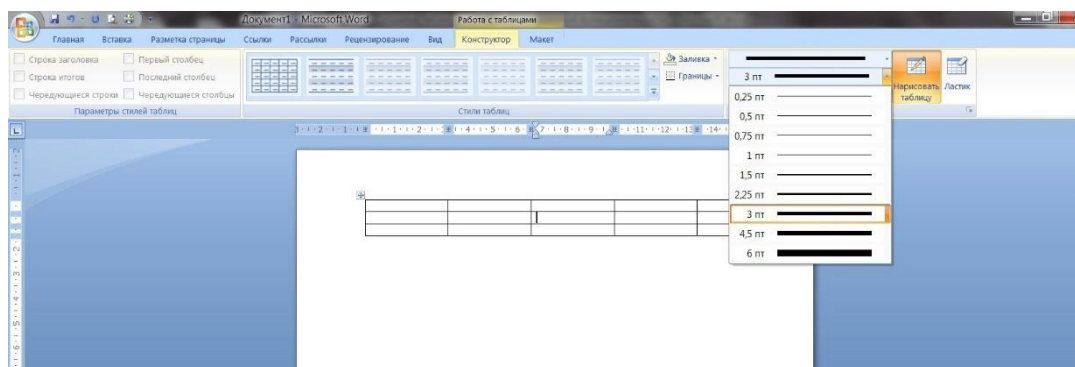 Документ1 - Microsoft Word
Работа с таблицами
Главная Вставка Разметка страницы Ссылки Рассылки Рецензирование Вид Конструктор Макет
Строка заголовка Первый столбец
Строка итогов Последний столбец
Чередующиеся строки Чередующиеся столбцы
Параметры стилей таблиц
Стили таблиц
Заливка
Границы
3 пт
Нарисовать таблицу
Ластик
0,25 пт
0,5 пт
0,75 пт
1 пт
1,5 пт
2,25 пт
3 пт
4,5 пт
6 пт